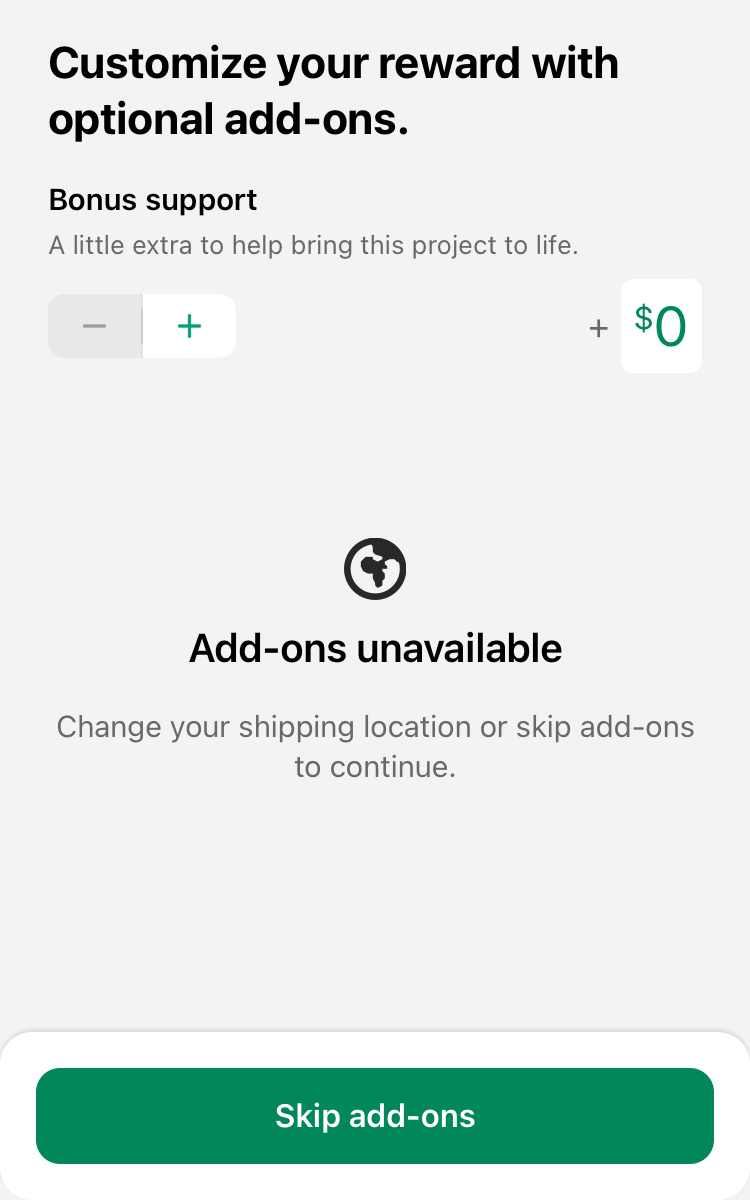 Customize your reward with
optional add-ons.
Bonus support
A little extra to help bring this project to life.
− + + $0
Add-ons unavailable
Change your shipping location or skip add-ons
to continue.
Skip add-ons